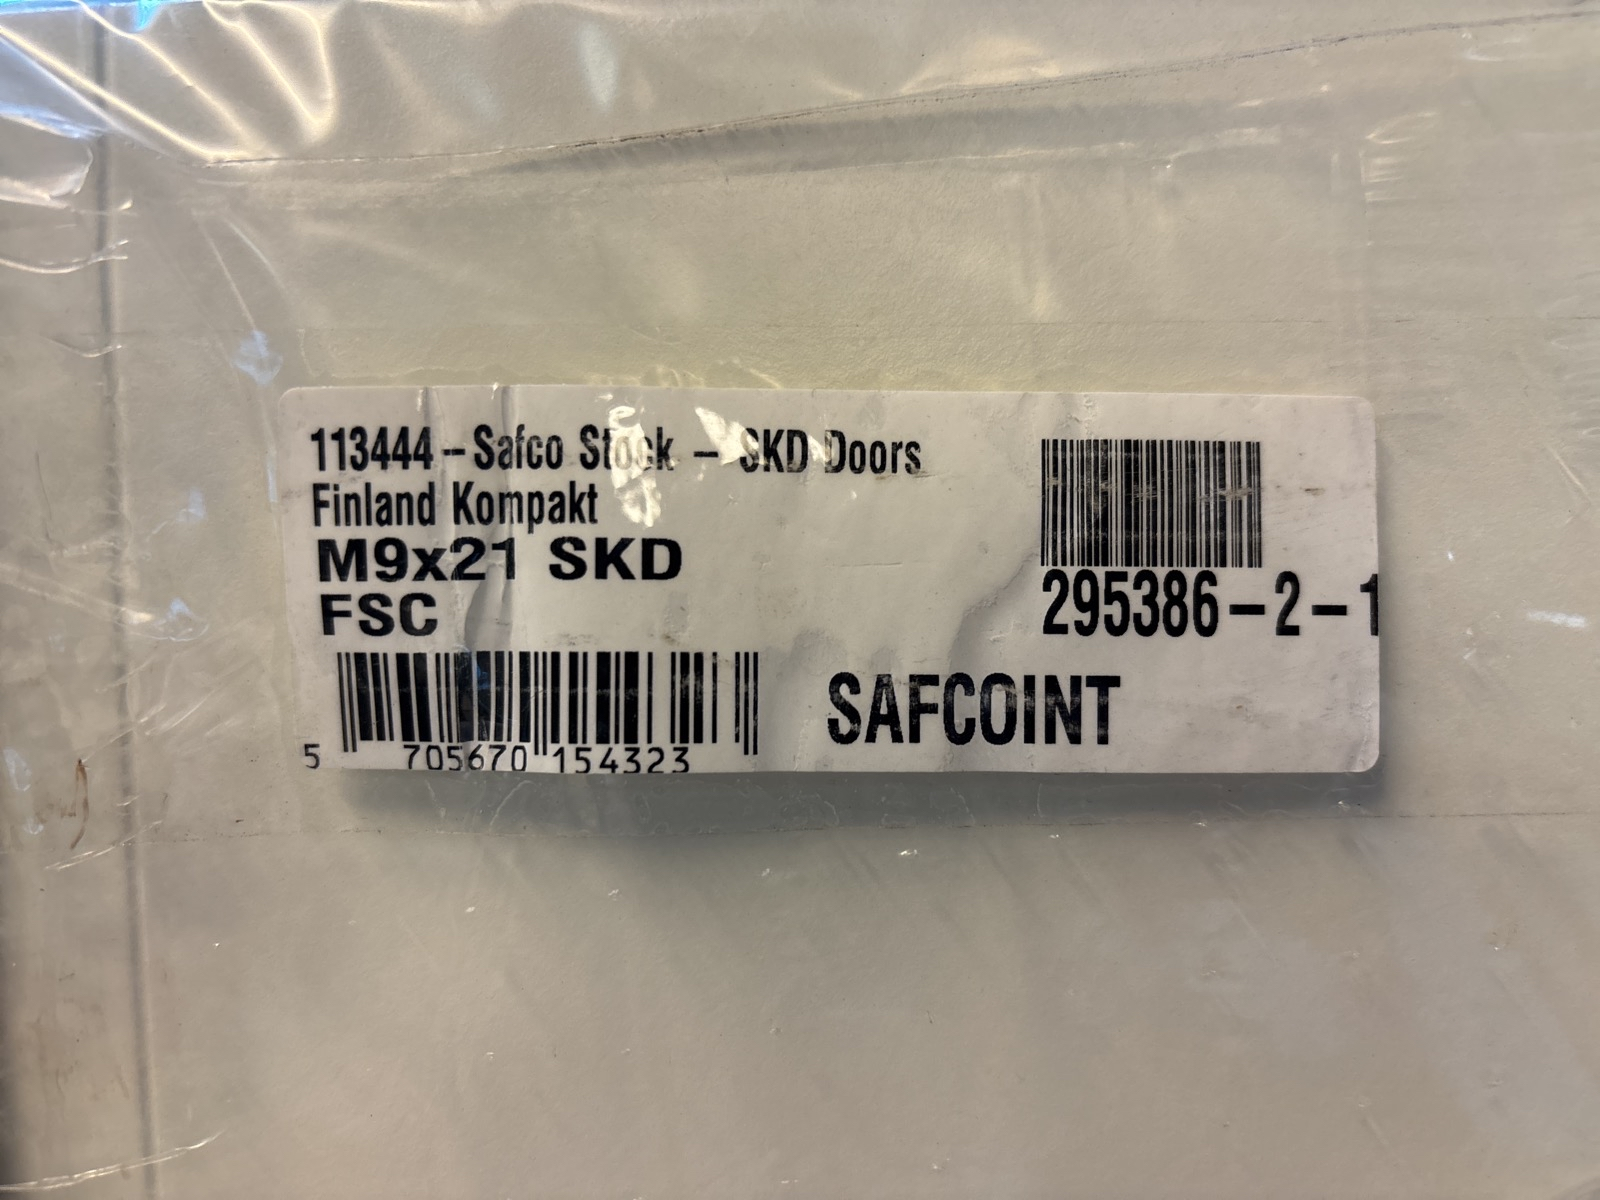 113444 – Safco Stock – SKD Doors
Finland Kompakt
M9x21 SKD
FSC
5 705670 154323
295386-2-1
SAFCOINT